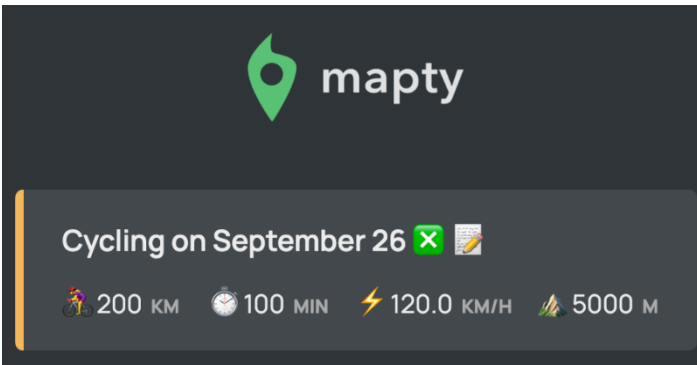 mapty
Cycling on September 26 ❎ 📝
🚴‍♀️ 200 KM ⏱ 100 MIN ⚡️ 120.0 KM/H ⛰ 5000 M